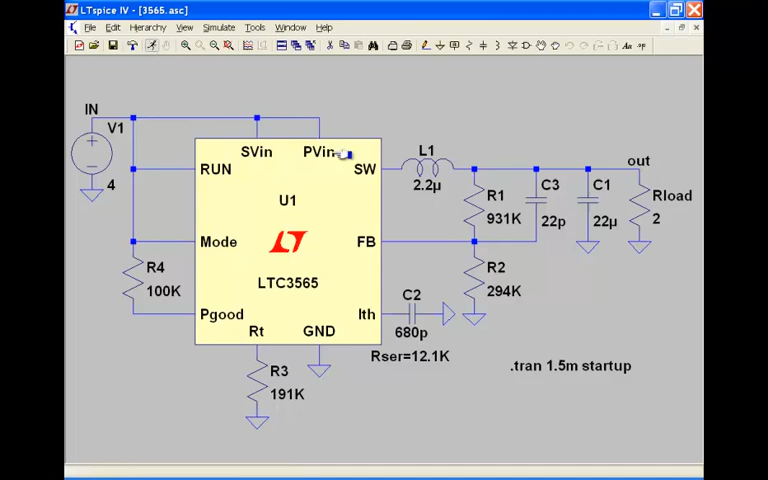 LTspice IV - [3565.asc]
File Edit Hierarchy View Simulate Tools Window Help
IN
V1
4
SVin PVin
RUN SW
U1
Mode FB
LTC3565
Pgood Ith
Rt GND
R4
100K
R3
191K
L1
2.2µ
R1
931K
C3
22p
C1
22µ
out
Rload
2
R2
294K
C2
680p
Rser=12.1K
.tran 1.5m startup